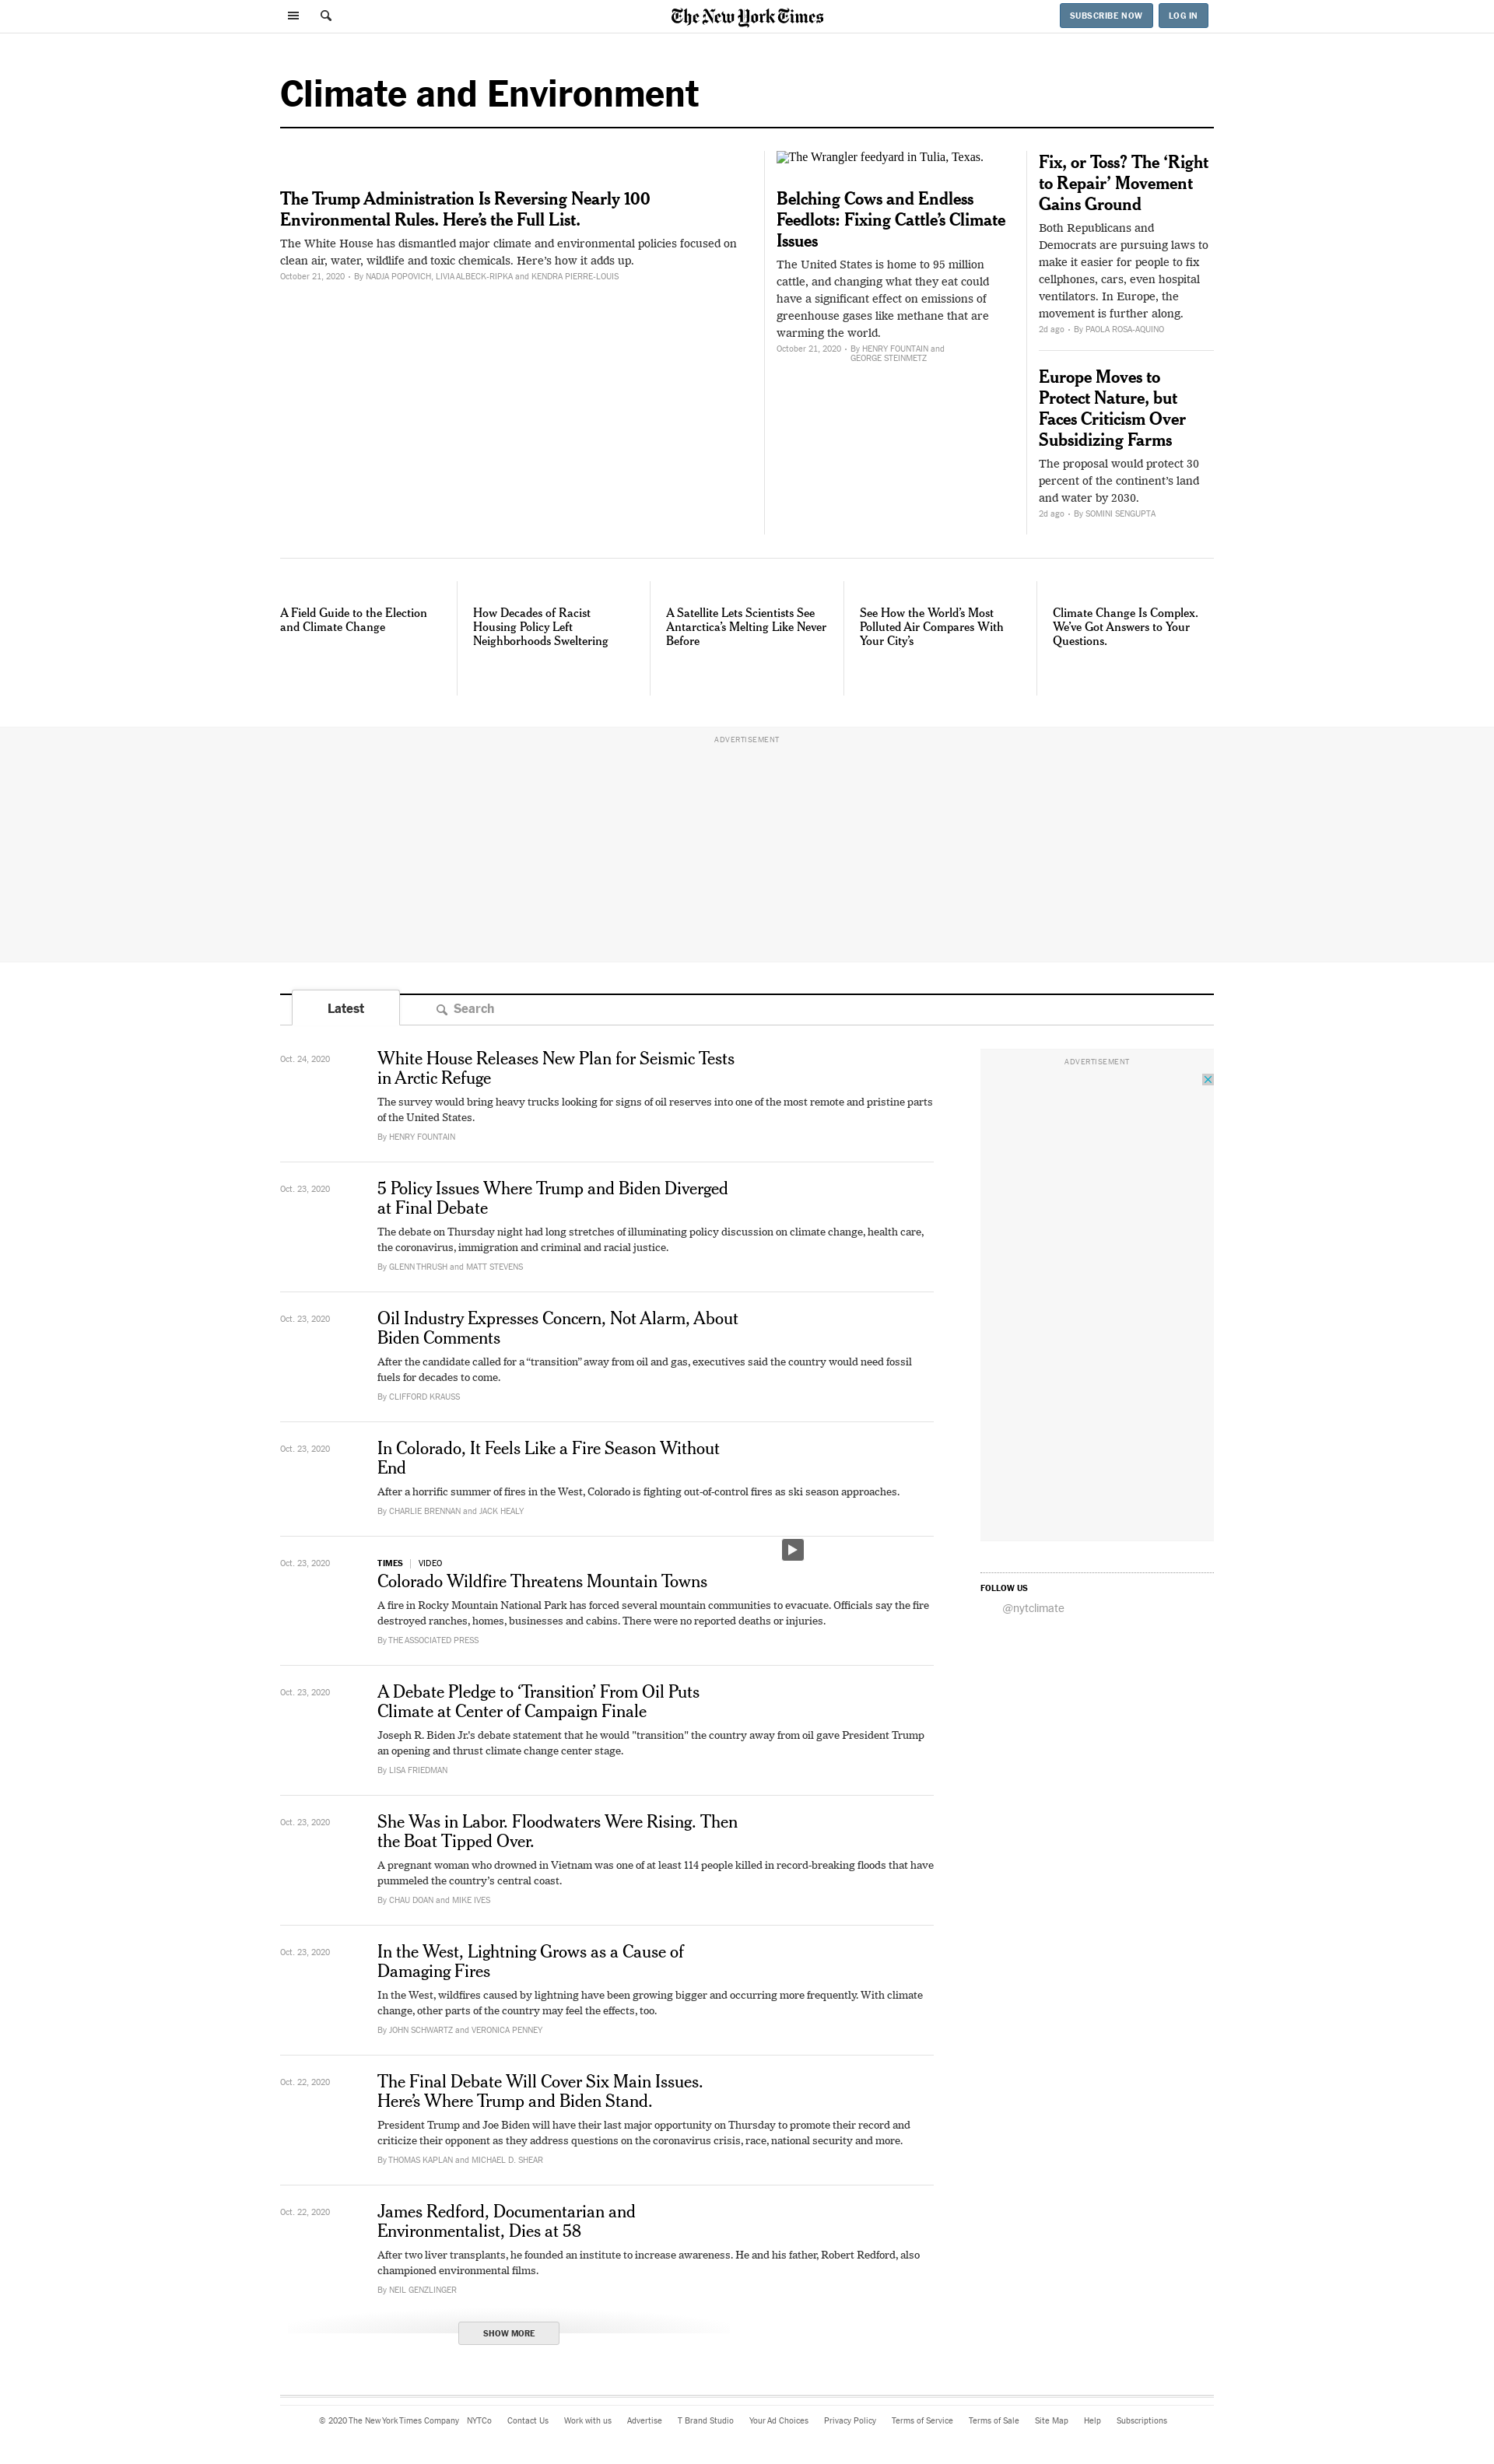 The New York Times
SUBSCRIBE NOW
LOG IN
Climate and Environment
The Trump Administration Is Reversing Nearly 100
Environmental Rules. Here’s the Full List.
The White House has dismantled major climate and environmental policies focused on
clean air, water, wildlife and toxic chemicals. Here’s how it adds up.
October 21, 2020 • By NADJA POPOVICH, LIVIA ALBECK-RIPKA and KENDRA PIERRE-LOUIS
The Wrangler feedyard in Tulia, Texas.
Belching Cows and Endless
Feedlots: Fixing Cattle’s Climate
Issues
The United States is home to 95 million
cattle, and changing what they eat could
have a significant effect on emissions of
greenhouse gases like methane that are
warming the world.
October 21, 2020 • By HENRY FOUNTAIN and
GEORGE STEINMETZ
Fix, or Toss? The ‘Right
to Repair’ Movement
Gains Ground
Both Republicans and
Democrats are pursuing laws to
make it easier for people to fix
cellphones, cars, even hospital
ventilators. In Europe, the
movement is further along.
2d ago • By PAOLA ROSA-AQUINO
Europe Moves to
Protect Nature, but
Faces Criticism Over
Subsidizing Farms
The proposal would protect 30
percent of the continent’s land
and water by 2030.
2d ago • By SOMINI SENGUPTA
A Field Guide to the Election
and Climate Change
How Decades of Racist
Housing Policy Left
Neighborhoods Sweltering
A Satellite Lets Scientists See
Antarctica’s Melting Like Never
Before
See How the World’s Most
Polluted Air Compares With
Your City’s
Climate Change Is Complex.
We’ve Got Answers to Your
Questions.
ADVERTISEMENT
Latest
Search
Oct. 24, 2020
White House Releases New Plan for Seismic Tests
in Arctic Refuge
The survey would bring heavy trucks looking for signs of oil reserves into one of the most remote and pristine parts
of the United States.
By HENRY FOUNTAIN
Oct. 23, 2020
5 Policy Issues Where Trump and Biden Diverged
at Final Debate
The debate on Thursday night had long stretches of illuminating policy discussion on climate change, health care,
the coronavirus, immigration and criminal and racial justice.
By GLENN THRUSH and MATT STEVENS
Oct. 23, 2020
Oil Industry Expresses Concern, Not Alarm, About
Biden Comments
After the candidate called for a “transition” away from oil and gas, executives said the country would need fossil
fuels for decades to come.
By CLIFFORD KRAUSS
Oct. 23, 2020
In Colorado, It Feels Like a Fire Season Without
End
After a horrific summer of fires in the West, Colorado is fighting out-of-control fires as ski season approaches.
By CHARLIE BRENNAN and JACK HEALY
Oct. 23, 2020
TIMES | VIDEO
Colorado Wildfire Threatens Mountain Towns
A fire in Rocky Mountain National Park has forced several mountain communities to evacuate. Officials say the fire
destroyed ranches, homes, businesses and cabins. There were no reported deaths or injuries.
By THE ASSOCIATED PRESS
Oct. 23, 2020
A Debate Pledge to ‘Transition’ From Oil Puts
Climate at Center of Campaign Finale
Joseph R. Biden Jr.'s debate statement that he would "transition" the country away from oil gave President Trump
an opening and thrust climate change center stage.
By LISA FRIEDMAN
Oct. 23, 2020
She Was in Labor. Floodwaters Were Rising. Then
the Boat Tipped Over.
A pregnant woman who drowned in Vietnam was one of at least 114 people killed in record-breaking floods that have
pummeled the country’s central coast.
By CHAU DOAN and MIKE IVES
Oct. 23, 2020
In the West, Lightning Grows as a Cause of
Damaging Fires
In the West, wildfires caused by lightning have been growing bigger and occurring more frequently. With climate
change, other parts of the country may feel the effects, too.
By JOHN SCHWARTZ and VERONICA PENNEY
Oct. 22, 2020
The Final Debate Will Cover Six Main Issues.
Here’s Where Trump and Biden Stand.
President Trump and Joe Biden will have their last major opportunity on Thursday to promote their record and
criticize their opponent as they address questions on the coronavirus crisis, race, national security and more.
By THOMAS KAPLAN and MICHAEL D. SHEAR
Oct. 22, 2020
James Redford, Documentarian and
Environmentalist, Dies at 58
After two liver transplants, he founded an institute to increase awareness. He and his father, Robert Redford, also
championed environmental films.
By NEIL GENZLINGER
SHOW MORE
ADVERTISEMENT
FOLLOW US
@nytclimate
© 2020 The New York Times Company NYTCo Contact Us Work with us Advertise T Brand Studio Your Ad Choices Privacy Policy Terms of Service Terms of Sale Site Map Help Subscriptions